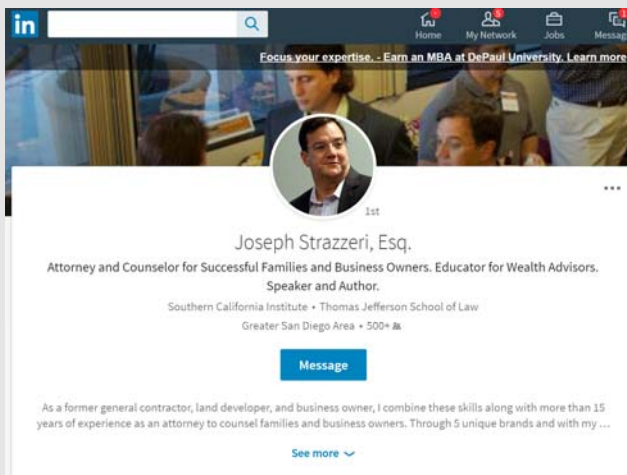 in
Home My Network Jobs Messag
Focus your expertise. - Earn an MBA at DePaul University. Learn more
1st
Joseph Strazzeri, Esq.
Attorney and Counselor for Successful Families and Business Owners. Educator for Wealth Advisors.
Speaker and Author.
Southern California Institute • Thomas Jefferson School of Law
Greater San Diego Area • 500+
Message
As a former general contractor, land developer, and business owner, I combine these skills along with more than 15
years of experience as an attorney to counsel families and business owners. Through 5 unique brands and with my ...
See more